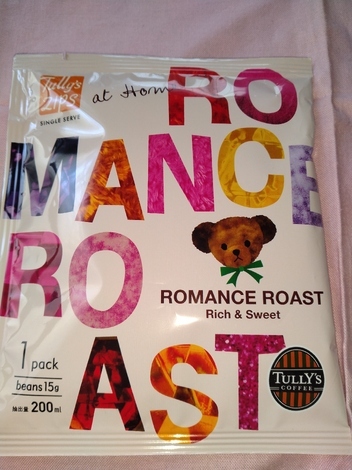 Tully's
SINGLE SERVE
at Home
RO
MANCE
RO
AST
ROMANCE ROAST
Rich & Sweet
1 pack
beans 15g
抽出量 200ml
TULLY'S
COFFEE